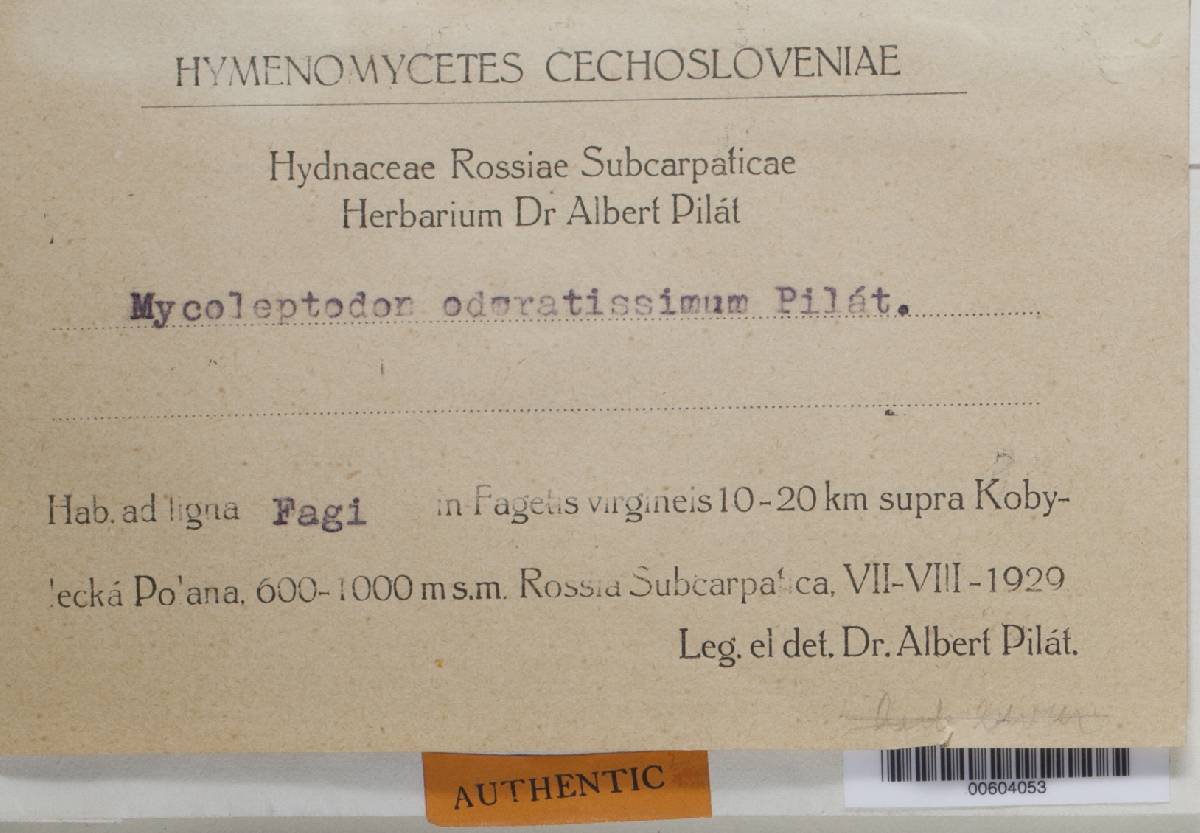 HYMENOMYCETES CECHOSLOVENIAE
Hydnaceae Rossiae Subcarpaticae
Herbarium Dr Albert Pilát
Mycoleptodon odoratissimum Pilát.
Hab. ad ligna Fagi in Fagetis virgineis 10-20 km supra Koby-
lecká Pol'ana, 600-1000 m s.m. Rossia Subcarpatica, VII-VIII-1929
Leg. et det. Dr. Albert Pilát.
AUTHENTIC
00604053